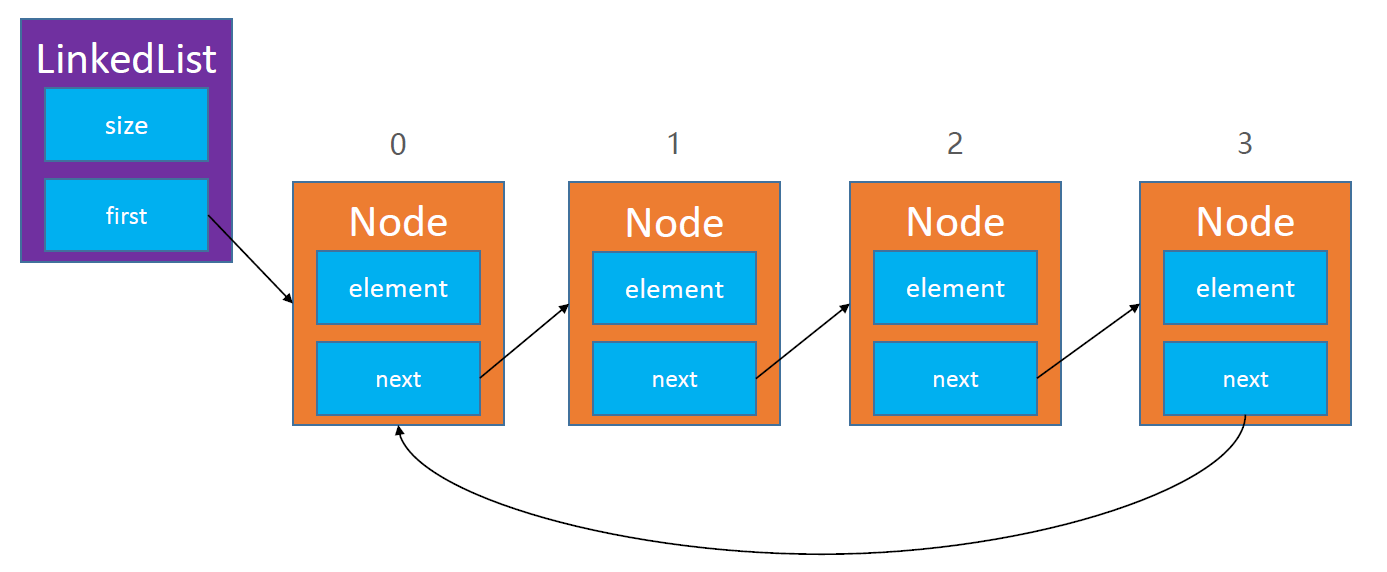 LinkedList
size
first
0
1
2
3
Node
element
next
Node
element
next
Node
element
next
Node
element
next